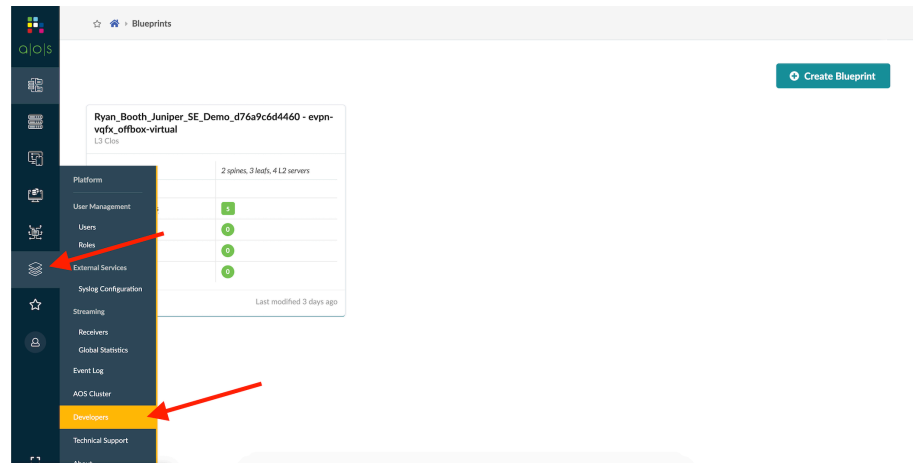 Blueprints
a|o|s
Create Blueprint
Ryan_Booth_Juniper_SE_Demo_d76a9c6d4460 - evpn-
vqfx_offbox-virtual
L3 Clos
2 spines, 3 leafs, 4 L2 servers
5
0
0
0
Last modified 3 days ago
Platform
User Management
Users
Roles
External Services
Syslog Configuration
Streaming
Receivers
Global Statistics
Event Log
AOS Cluster
Developers
Technical Support
About